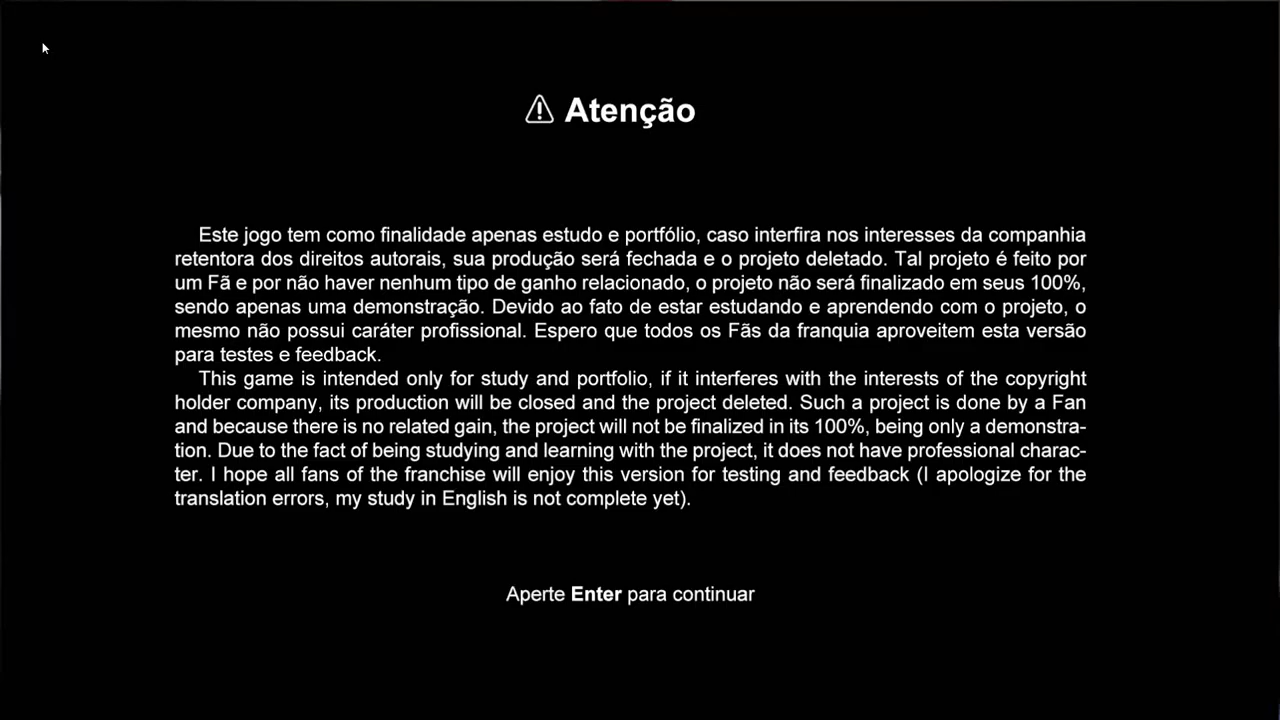 Atenção
Este jogo tem como finalidade apenas estudo e portfólio, caso interfira nos interesses da companhia
retentora dos direitos autorais, sua produção será fechada e o projeto deletado. Tal projeto é feito por
um Fã e por não haver nenhum tipo de ganho relacionado, o projeto não será finalizado em seus 100%,
sendo apenas uma demonstração. Devido ao fato de estar estudando e aprendendo com o projeto, o
mesmo não possui caráter profissional. Espero que todos os Fãs da franquia aproveitem esta versão
para testes e feedback.
This game is intended only for study and portfolio, if it interferes with the interests of the copyright
holder company, its production will be closed and the project deleted. Such a project is done by a Fan
and because there is no related gain, the project will not be finalized in its 100%, being only a demonstra-
tion. Due to the fact of being studying and learning with the project, it does not have professional charac-
ter. I hope all fans of the franchise will enjoy this version for testing and feedback (I apologize for the
translation errors, my study in English is not complete yet).
Aperte Enter para continuar